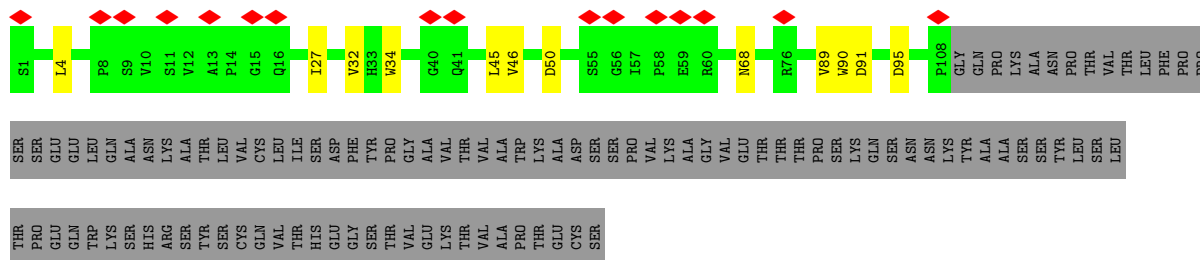 S1 L4 P8 S9 V10 S11 V12 A13 P14 G15 Q16 I27 V32 H33 W34 G40 Q41 L45 V46 D50 S55 G56 I57 P58 E59 R60 N68 R76 V89 W90 D91 D95 P108 GLY GLN PRO LYS ALA ASN PRO THR VAL THR LEU PHE PRO PRO
SER SER GLU GLU LEU GLN ALA ASN LYS ALA THR LEU VAL CYS LEU ILE SER ASP PHE TYR PRO GLY ALA VAL THR VAL ALA TRP LYS ALA ASP SER SER PRO VAL LYS ALA GLY VAL GLU THR THR THR PRO SER LYS GLN SER ASN ASN LYS TYR ALA ALA SER SER TYR LEU SER LEU
THR PRO GLU GLN TRP LYS SER HIS ARG SER TYR SER CYS GLN VAL THR HIS GLU GLY SER THR VAL GLU LYS THR VAL ALA PRO THR GLU CYS SER